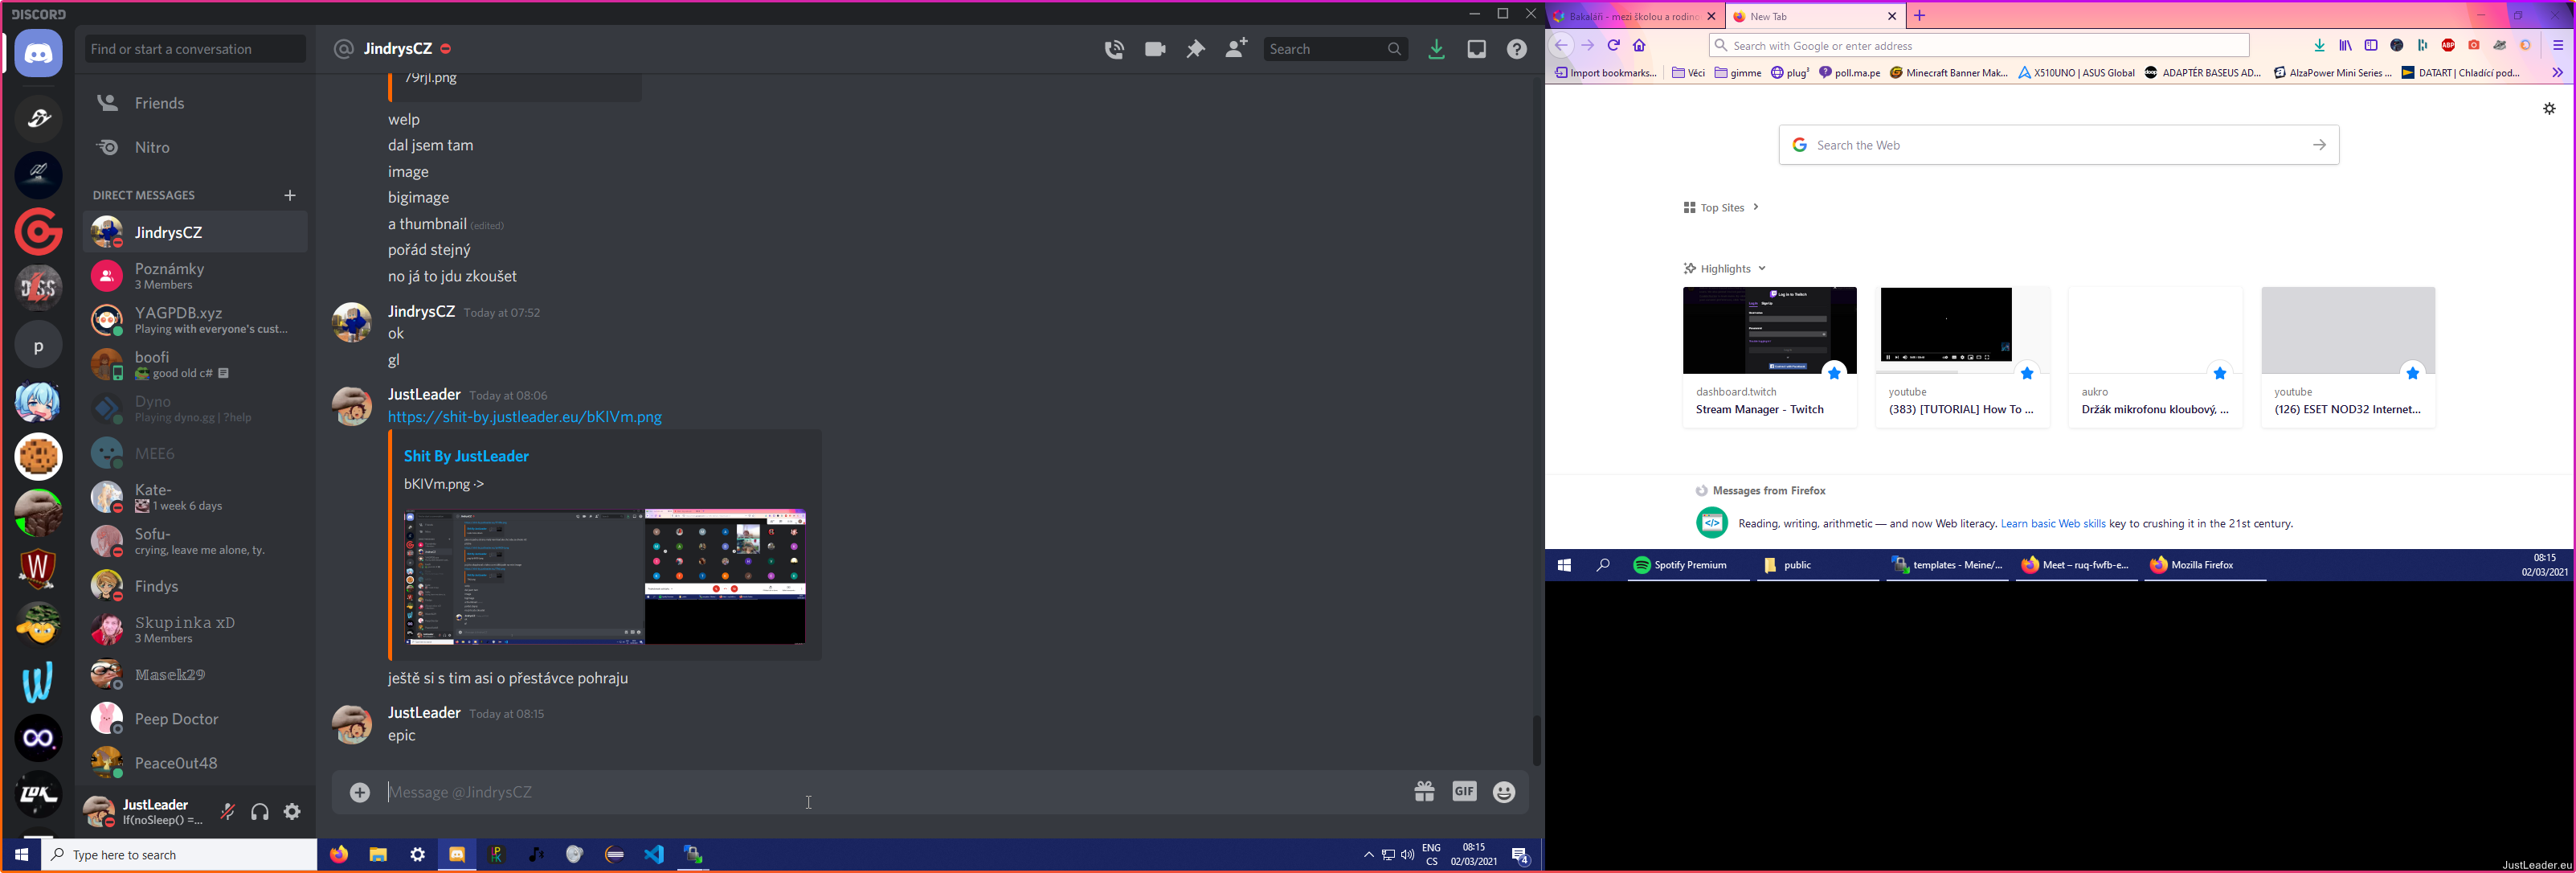 DISCORD
Find or start a conversation
Friends
Nitro
DIRECT MESSAGES
JindrysCZ
Poznámky
3 Members
YAGPDB.xyz
Playing with everyone's cust...
boofi
good old c#
Dyno
Playing dyno.gg | ?help
MEE6
Kate-
1 week 6 days
Sofu-
crying, leave me alone, ty.
Findys
Skupinka xD
3 Members
Masek29
Peep Doctor
Peace0ut48
JustLeader
If(noSleep() =...
JindrysCZ
Search
79rjl.png
welp
dal jsem tam
image
bigimage
a thumbnail (edited)
pořád stejný
no já to jdu zkoušet
JindrysCZ Today at 07:52
ok
gl
JustLeader Today at 08:06
https://shit-by.justleader.eu/bKIVm.png
Shit By JustLeader
bKIVm.png ->
ještě si s tim asi o přestávce pohraju
JustLeader Today at 08:15
epic
Message @JindrysCZ
GIF
Type here to search
ENG
CS
08:15
02/03/2021
4
Bakaláři - mezi školou a rodino
New Tab
Search with Google or enter address
ABP
Import bookmarks...
Věci
gimme
plug³
poll.ma.pe
Minecraft Banner Mak...
X510UNO | ASUS Global
ADAPTÉR BASEUS AD...
AlzaPower Mini Series ...
DATART | Chladící pod...
Search the Web
Top Sites
Highlights
Log in to Twitch
dashboard.twitch
Stream Manager - Twitch
youtube
(383) [TUTORIAL] How To ...
aukro
Držák mikrofonu kloubový, ...
youtube
(126) ESET NOD32 Internet...
Messages from Firefox
Reading, writing, arithmetic — and now Web literacy. Learn basic Web skills key to crushing it in the 21st century.
Spotify Premium
public
templates - Meine/...
Meet – ruq-fwfb-e...
Mozilla Firefox
08:15
02/03/2021
JustLeader.eu